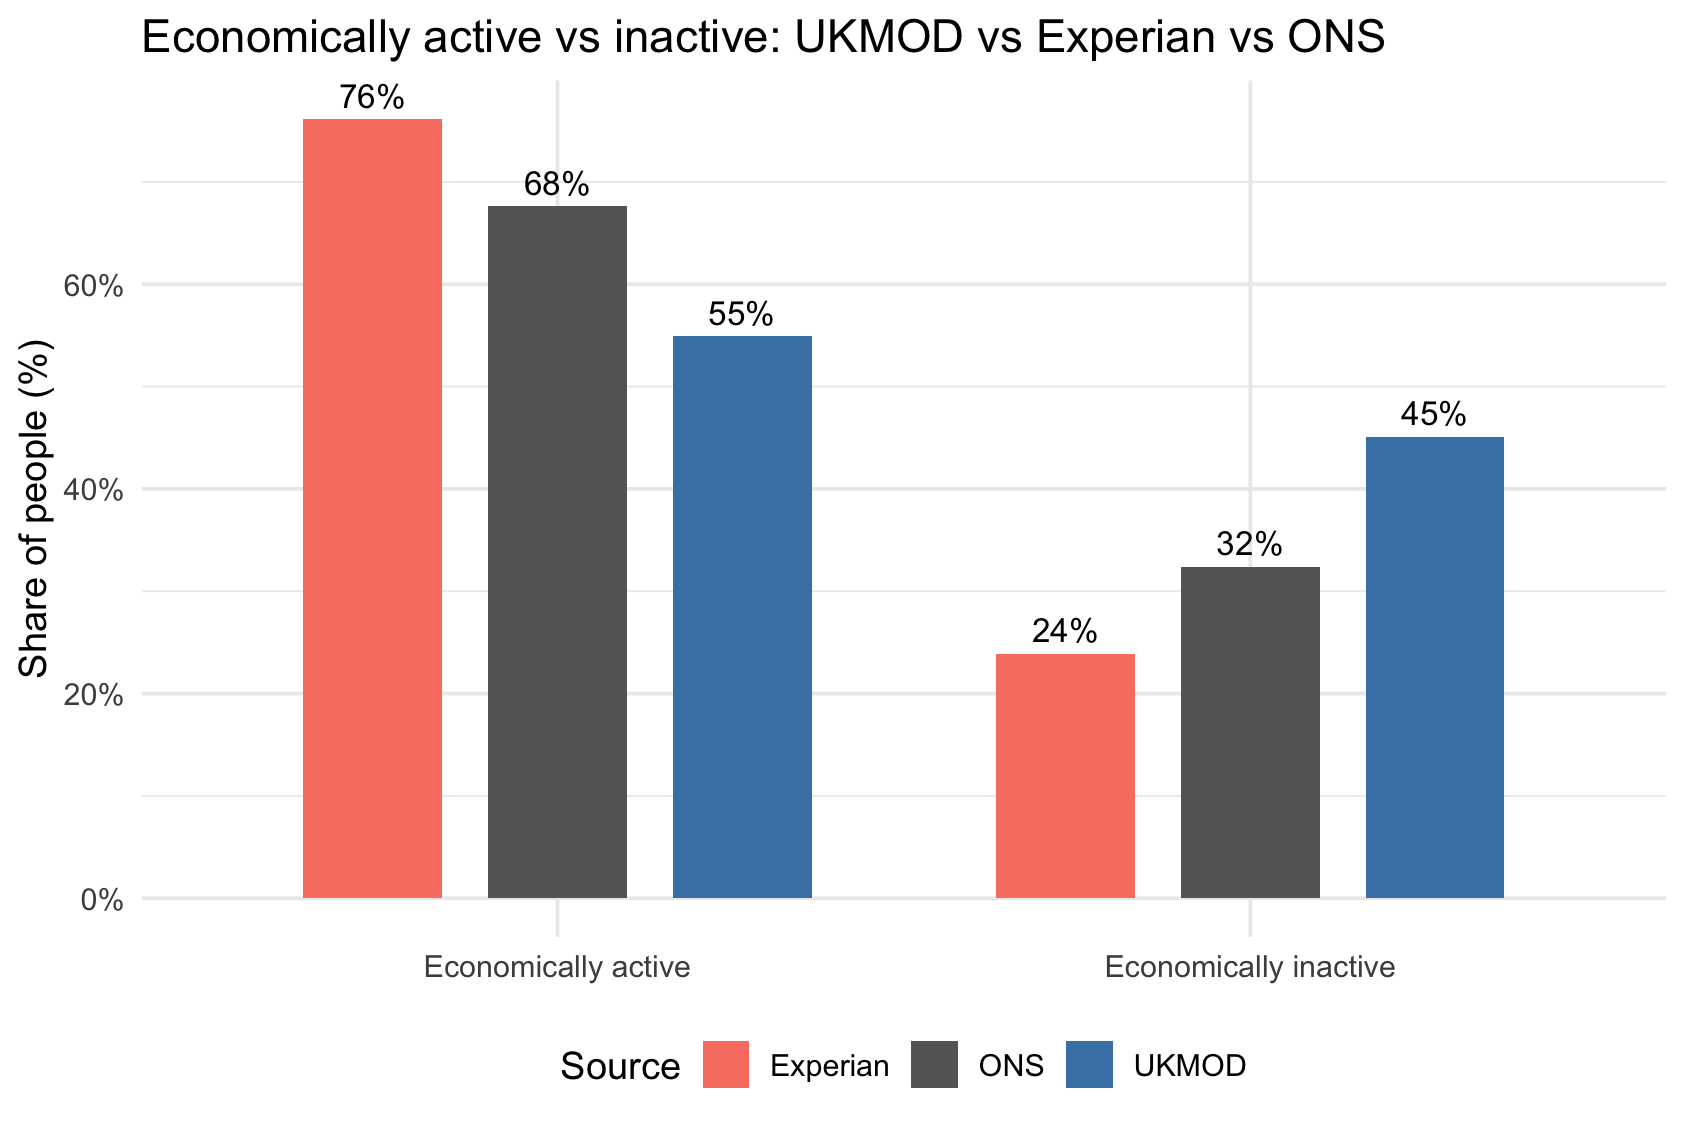 Economically active vs inactive: UKMOD vs Experian vs ONS
76%
68%
55%
45%
32%
24%
Share of people (%)
60%
40%
20%
0%
Economically active
Economically inactive
Source
Experian
ONS
UKMOD